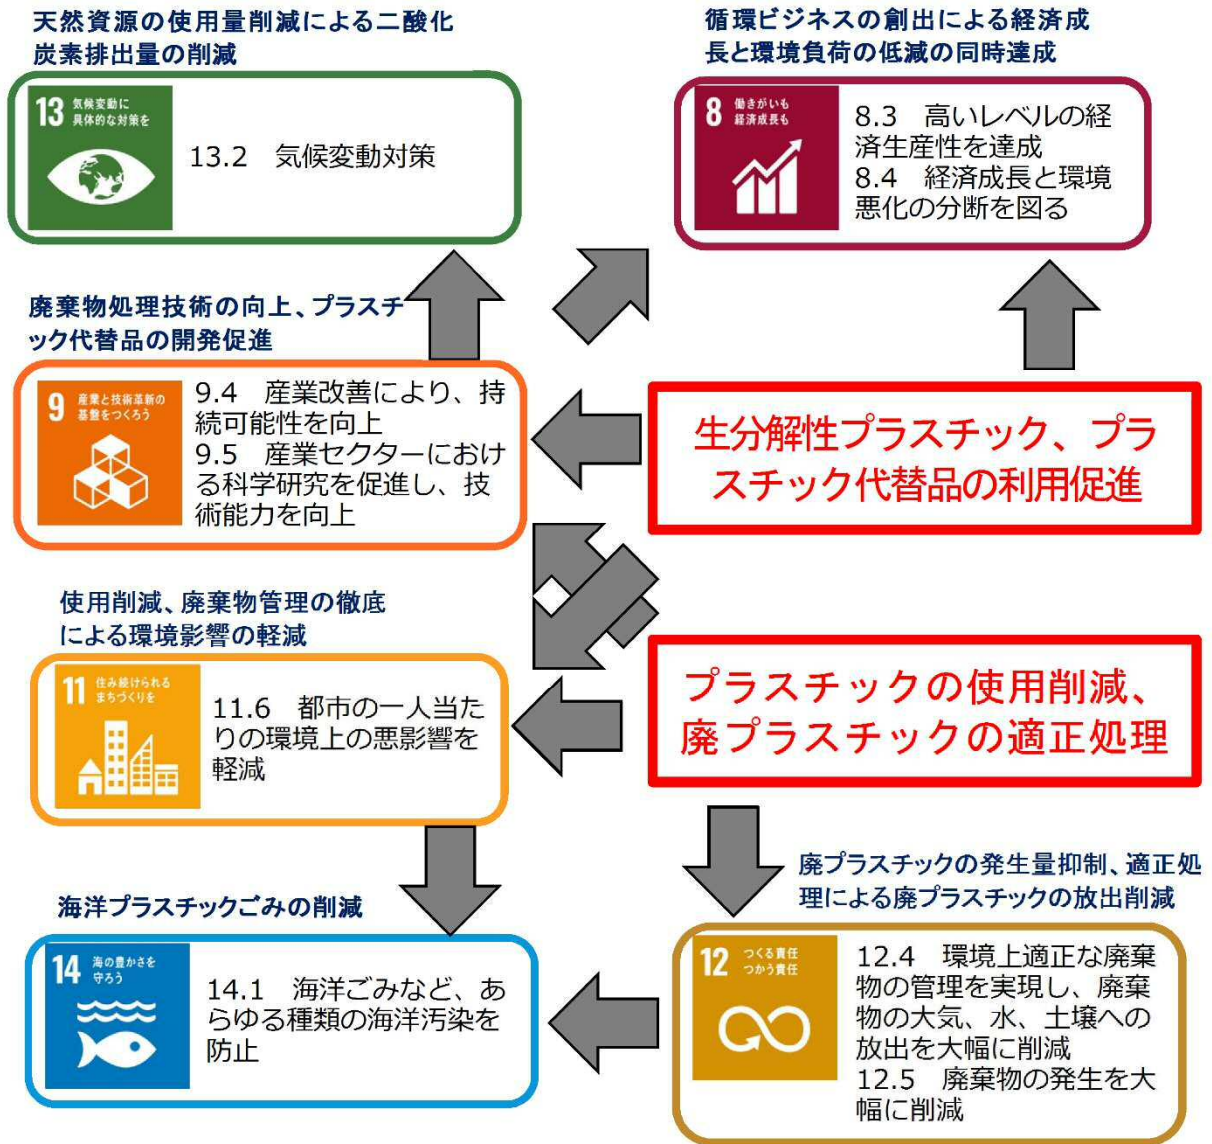 天然資源の使用量削減による二酸化
炭素排出量の削減
13 気候変動に
具体的な対策を
13.2　気候変動対策
循環ビジネスの創出による経済成
長と環境負荷の低減の同時達成
8 働きがいも
経済成長も
8.3　高いレベルの経
済生産性を達成
8.4　経済成長と環境
悪化の分断を図る
廃棄物処理技術の向上、プラスチ
ック代替品の開発促進
9 産業と技術革新の
基盤をつくろう
9.4　産業改善により、持
続可能性を向上
9.5　産業セクターにおけ
る科学研究を促進し、技
術能力を向上
生分解性プラスチック、プラ
スチック代替品の利用促進
使用削減、廃棄物管理の徹底
による環境影響の軽減
11 住み続けられる
まちづくりを
11.6　都市の一人当た
りの環境上の悪影響を
軽減
プラスチックの使用削減、
廃プラスチックの適正処理
海洋プラスチックごみの削減
14 海の豊かさを
守ろう
14.1　海洋ごみなど、あ
らゆる種類の海洋汚染を
防止
廃プラスチックの発生量抑制、適正処
理による廃プラスチックの放出削減
12 つくる責任
つかう責任
12.4　環境上適正な廃棄
物の管理を実現し、廃棄
物の大気、水、土壌への
放出を大幅に削減
12.5　廃棄物の発生を大
幅に削減